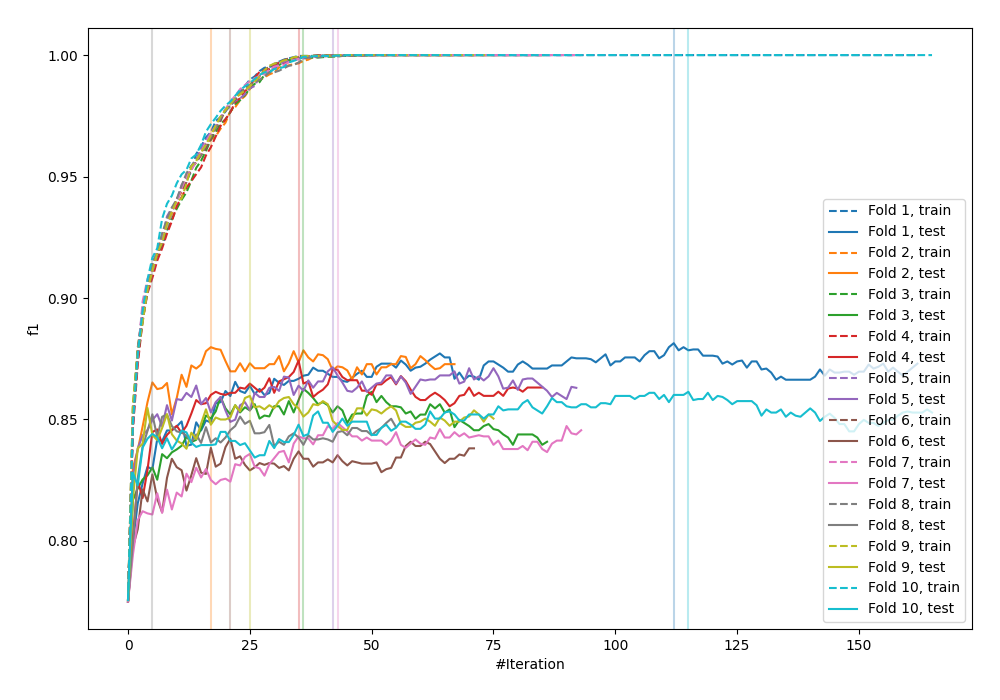 1.00
0.95
0.90
0.85
0.80
f1
0
25
50
75
100
125
150
#Iteration
Fold 1, train
Fold 1, test
Fold 2, train
Fold 2, test
Fold 3, train
Fold 3, test
Fold 4, train
Fold 4, test
Fold 5, train
Fold 5, test
Fold 6, train
Fold 6, test
Fold 7, train
Fold 7, test
Fold 8, train
Fold 8, test
Fold 9, train
Fold 9, test
Fold 10, train
Fold 10, test